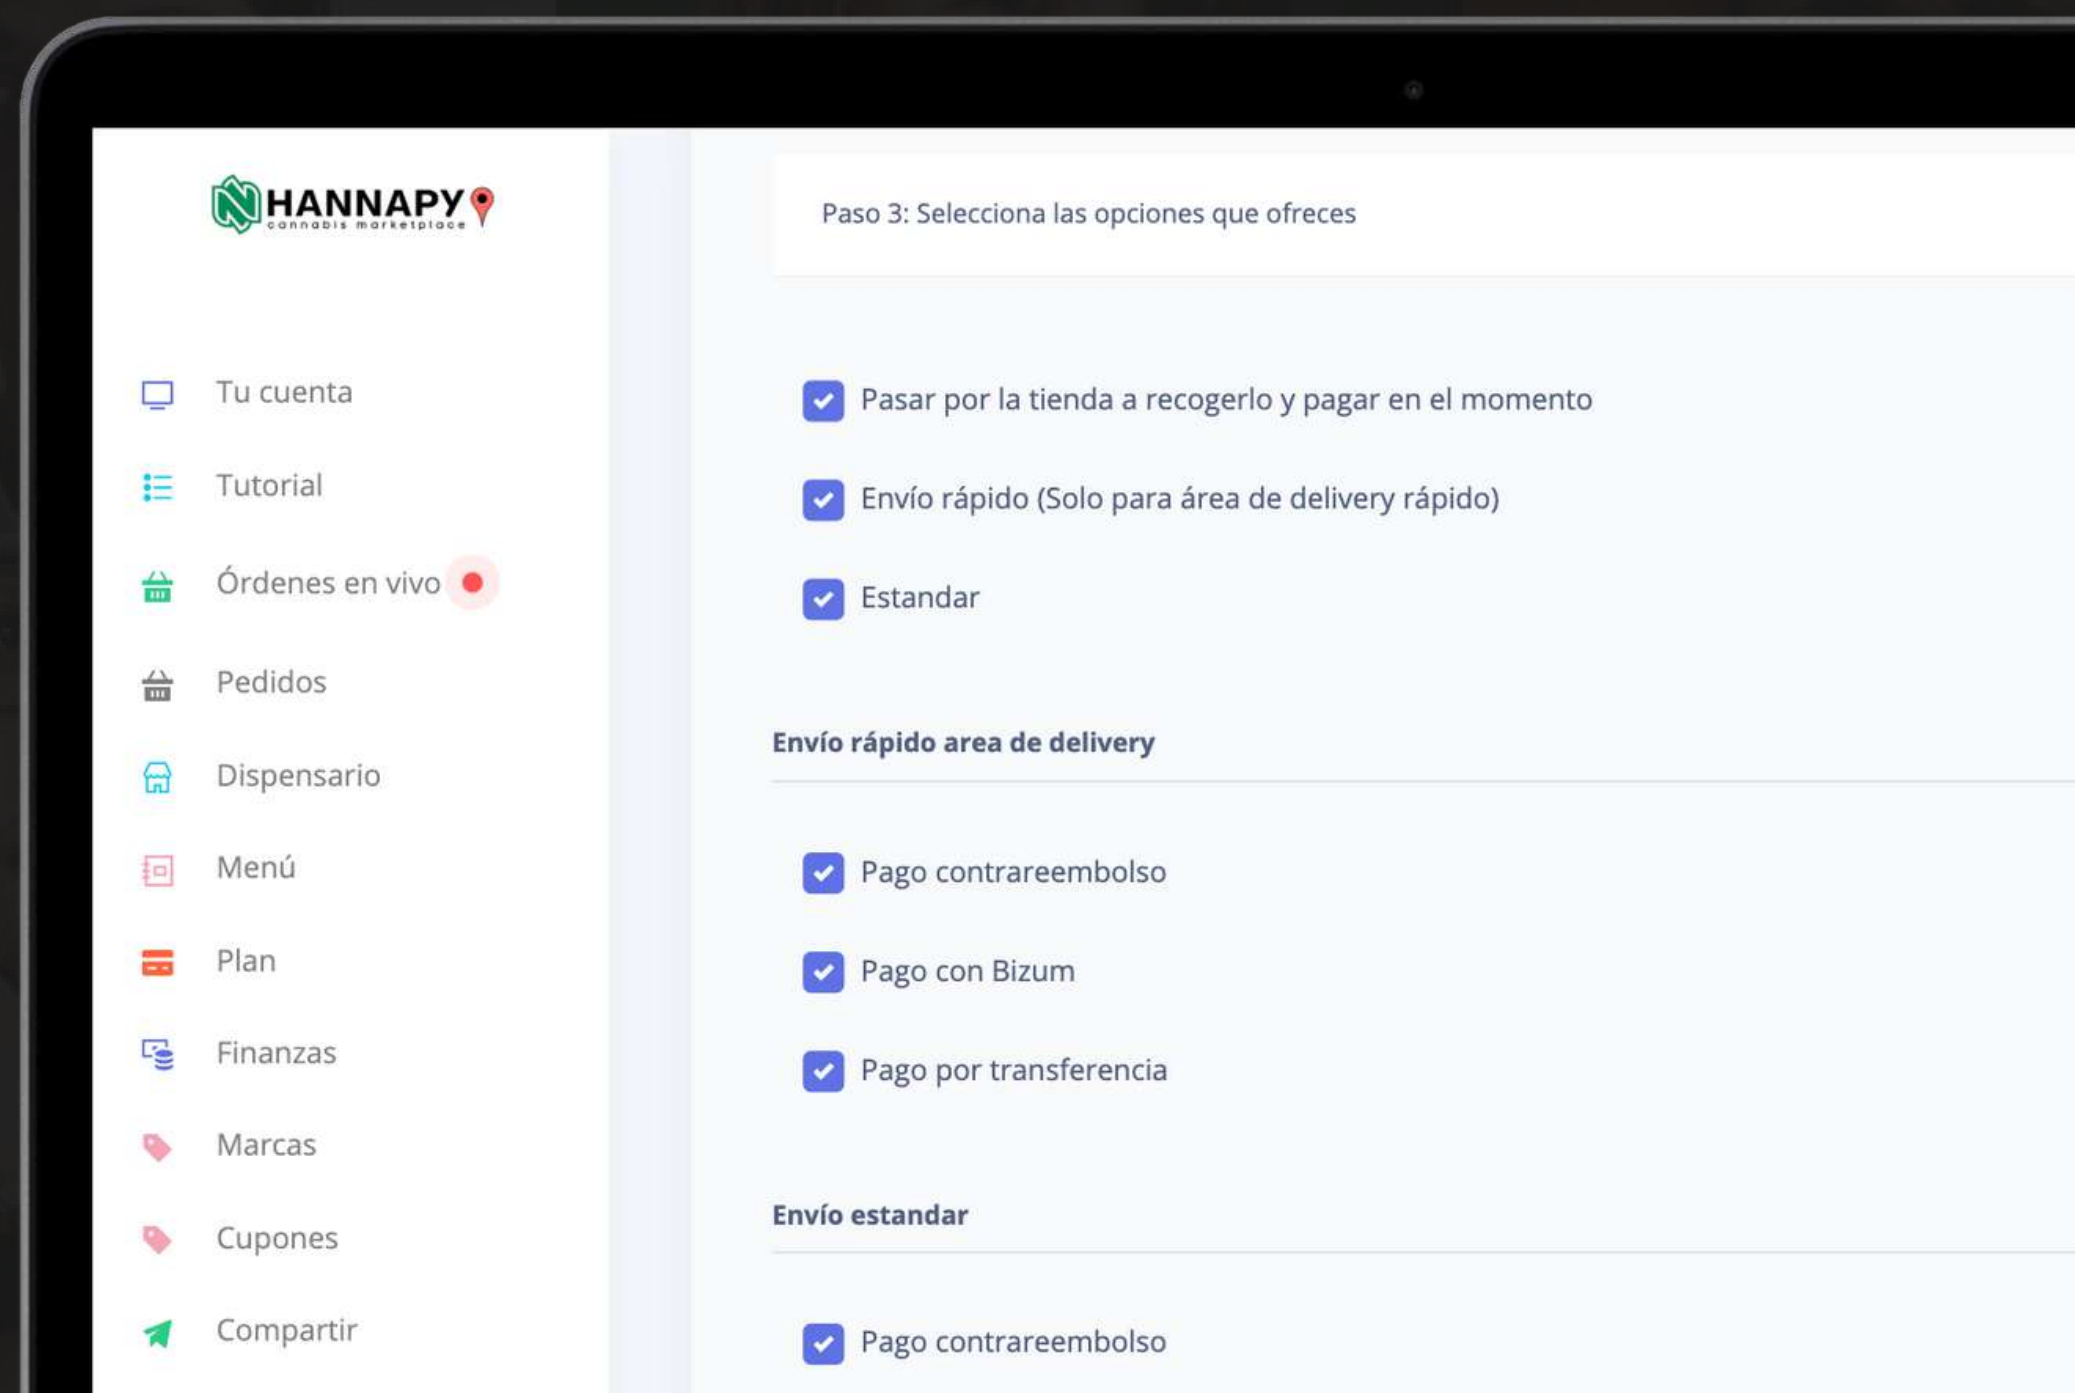 HANNAPY
cannabis marketplace
Tu cuenta
Tutorial
Órdenes en vivo
Pedidos
Dispensario
Menú
Plan
Finanzas
Marcas
Cupones
Compartir
Paso 3: Selecciona las opciones que ofreces
Pasar por la tienda a recogerlo y pagar en el momento
Envío rápido (Solo para área de delivery rápido)
Estandar
Envío rápido area de delivery
Pago contrareembolso
Pago con Bizum
Pago por transferencia
Envío estandar
Pago contrareembolso